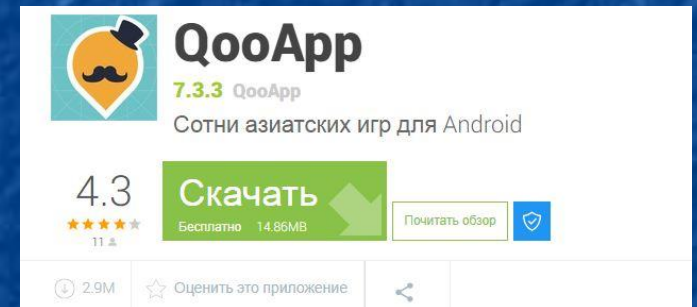 QooApp
7.3.3 QooApp
Сотни азиатских игр для Android
4.3
Скачать
Бесплатно 14.86MB
Почитать обзор
11
2.9M
Оценить это приложение